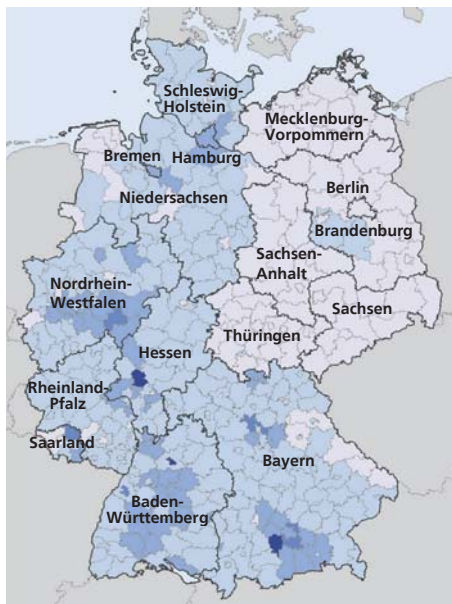 Schleswig-
Holstein
Mecklenburg-
Vorpommern
Bremen
Hamburg
Berlin
Niedersachsen
Brandenburg
Sachsen-
Anhalt
Nordrhein-
Westfalen
Sachsen
Thüringen
Hessen
Rheinland-
Pfalz
Saarland
Bayern
Baden-
Württemberg